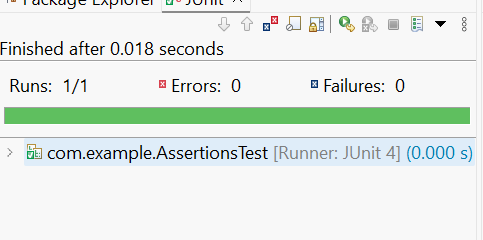 Package Explorer JUnit
Finished after 0.018 seconds
Runs: 1/1 Errors: 0 Failures: 0
com.example.AssertionsTest [Runner: JUnit 4] (0.000 s)